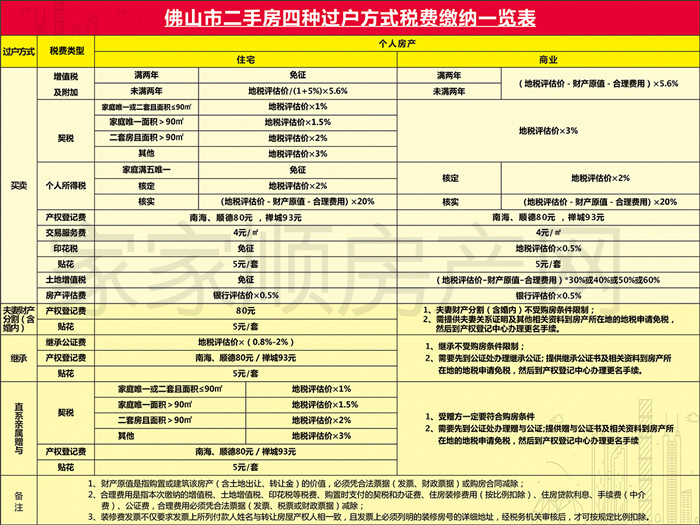 佛山市二手房四种过户方式税费缴纳一览表
过户方式 税费类型 个人房产
住宅 商业
买卖
增值税及附加 满两年 免征 满两年 (地税评估价 - 财产原值 - 合理费用)×5.6%
未满两年 地税评估价/(1+5%)×5.6% 未满两年
契税 家庭唯一或二套且面积≤90㎡ 地税评估价×1% 地税评估价×3%
家庭唯一面积>90㎡ 地税评估价×1.5%
二套房且面积>90㎡ 地税评估价×2%
其他 地税评估价×3%
个人所得税 家庭满五唯一 免征 核定 地税评估价×2%
核定 地税评估价×2%
核实 (地税评估价 - 财产原值 - 合理费用) ×20% 核实 (地税评估价 - 财产原值 - 合理费用) ×20%
产权登记费 南海、顺德80元 ,禅城93元 南海、顺德80元 ,禅城93元
交易服务费 4元/㎡ 4元/㎡
印花税 免征 地税评估价×0.5%
贴花 5元/套 5元/套
土地增值税 免征 (地税评估价-财产原值-合理费用)*30%或40%或50%或60%
房产评估费 银行评估价×0.5% 银行评估价×0.5%
夫妻财产分割(含婚内) 产权登记费 80元
贴花 5元/套
1、夫妻财产分割(含婚内)不受购房条件限制;
2、需提供夫妻关系证明及其他相关资料到房产所在地的地税申请免税,
然后到产权登记中心办理更名手续。
继承 继承公证费 地税评估价×(0.8%-2%)
产权登记费 南海、顺德80元 / 禅城93元
贴花 5元/套
1、继承不受购房条件限制;
2、需要先到公证处办理继承公证; 提供继承公证书及相关资料到房产所
在地的地税申请免税,然后到产权登记中心办理更名手续。
直系亲属赠与 契税 家庭唯一或二套且面积≤90㎡ 地税评估价×1%
家庭唯一面积>90㎡ 地税评估价×1.5%
二套房且面积>90㎡ 地税评估价×2%
其他 地税评估价×3%
产权登记费 南海、顺德80元 / 禅城93元
贴花 5元/套
1、受赠方一定要符合购房条件
2、需要先到公证处办理赠与公证;提供赠与公证书及相关资料到房产所
在的地税申请免税,然后到产权登记中心办理更名手续
备注
1、财产原值是指购置或建筑该房产(含土地出让、转让金)的价值,必须凭合法票据(发票、财政票据)或购房合同减除;
2、合理费用是指本次缴纳的增值税、土地增值税、印花税等税费、购置时支付的契税和办证费、住房装修费用(按比例扣除)、住房贷款利息、手续费(中介
费)、公证费,合理费用必须凭合法票据(发票、税票或财政票据)减除;
3、装修费发票不仅要求发票上所列付款人姓名与转让房屋产权人相一致,且发票上必须列明的装修房号的详细地址,经税务机关审核后,才可按规定扣除。
家家顺房产网